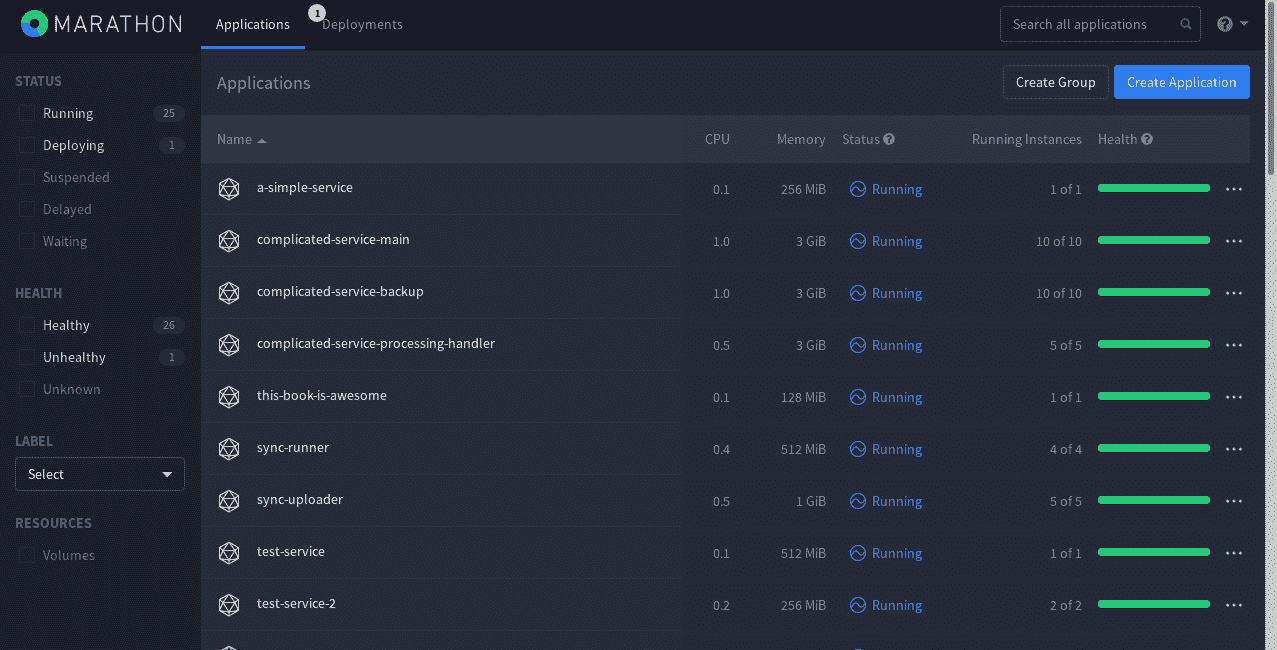 MARATHON Applications 1 Deployments Search all applications
STATUS
Running 25
Deploying 1
Suspended
Delayed
Waiting
HEALTH
Healthy 26
Unhealthy 1
Unknown
LABEL
Select
RESOURCES
Volumes
Applications Create Group Create Application
Name CPU Memory Status Running Instances Health
a-simple-service 0.1 256 MiB Running 1 of 1
complicated-service-main 1.0 3 GiB Running 10 of 10
complicated-service-backup 1.0 3 GiB Running 10 of 10
complicated-service-processing-handler 0.5 3 GiB Running 5 of 5
this-book-is-awesome 0.1 128 MiB Running 1 of 1
sync-runner 0.4 512 MiB Running 4 of 4
sync-uploader 0.5 1 GiB Running 5 of 5
test-service 0.1 512 MiB Running 1 of 1
test-service-2 0.2 256 MiB Running 2 of 2